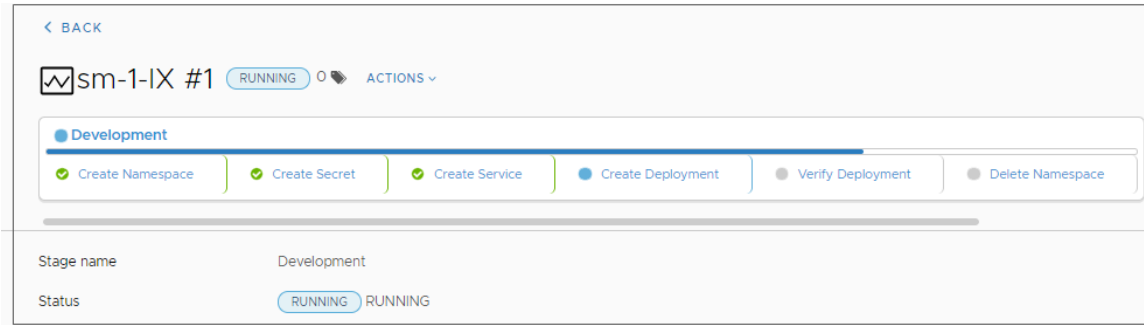 BACK
sm-1-IX #1 RUNNING 0 ACTIONS
Development
Create Namespace Create Secret Create Service Create Deployment Verify Deployment Delete Namespace
Stage name Development
Status RUNNING RUNNING